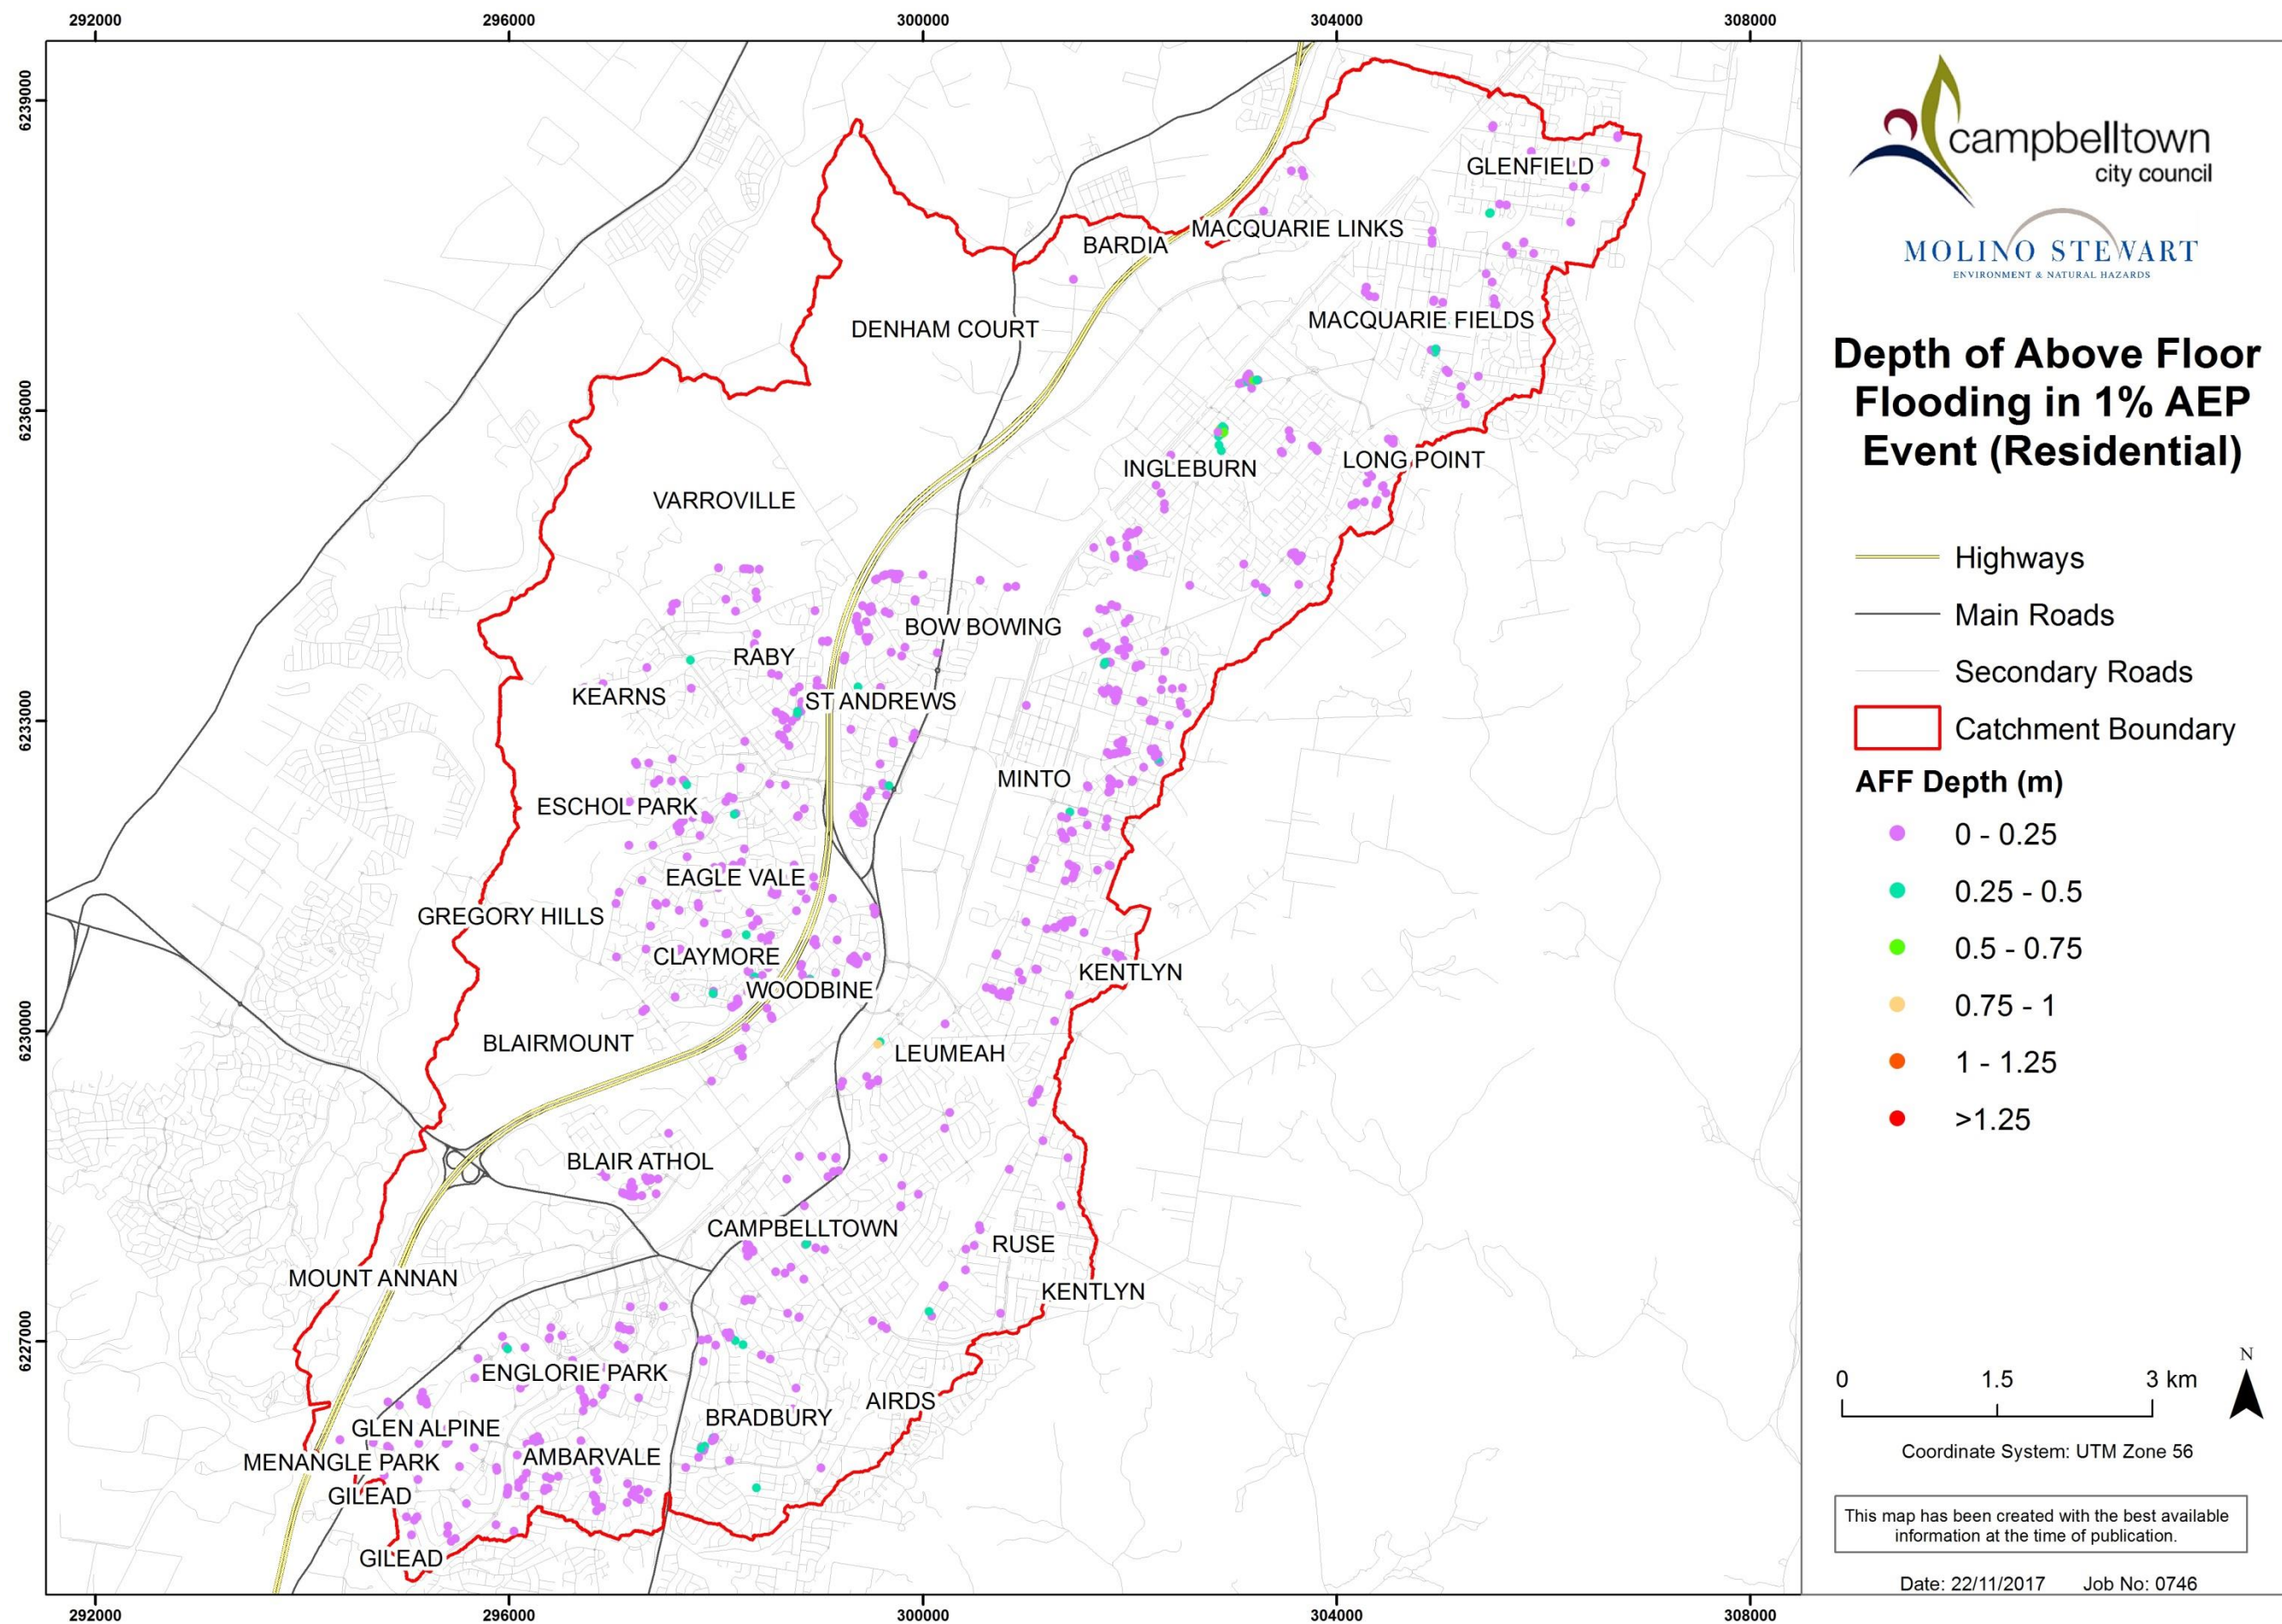 292000
296000
300000
304000
308000
6239000
6236000
6233000
6230000
6227000
GLENFIELD
MACQUARIE LINKS
BARDIA
MACQUARIE FIELDS
DENHAM COURT
LONG POINT
INGLEBURN
VARROVILLE
BOW BOWING
RABY
KEARNS
ST ANDREWS
MINTO
ESCHOL PARK
EAGLE VALE
GREGORY HILLS
CLAYMORE
KENTLYN
WOODBINE
BLAIRMOUNT
LEUMEAH
BLAIR ATHOL
CAMPBELLTOWN
RUSE
MOUNT ANNAN
KENTLYN
ENGLORIE PARK
AIRDS
BRADBURY
GLEN ALPINE
AMBARVALE
MENANGLE PARK
GILEAD
GILEAD
292000
296000
300000
304000
308000
campbelltown
city council
MOLINO STEWART
ENVIRONMENT & NATURAL HAZARDS
Depth of Above Floor
Flooding in 1% AEP
Event (Residential)
Highways
Main Roads
Secondary Roads
Catchment Boundary
AFF Depth (m)
0 - 0.25
0.25 - 0.5
0.5 - 0.75
0.75 - 1
1 - 1.25
>1.25
N
0 1.5 3 km
Coordinate System: UTM Zone 56
This map has been created with the best available
information at the time of publication.
Date: 22/11/2017 Job No: 0746